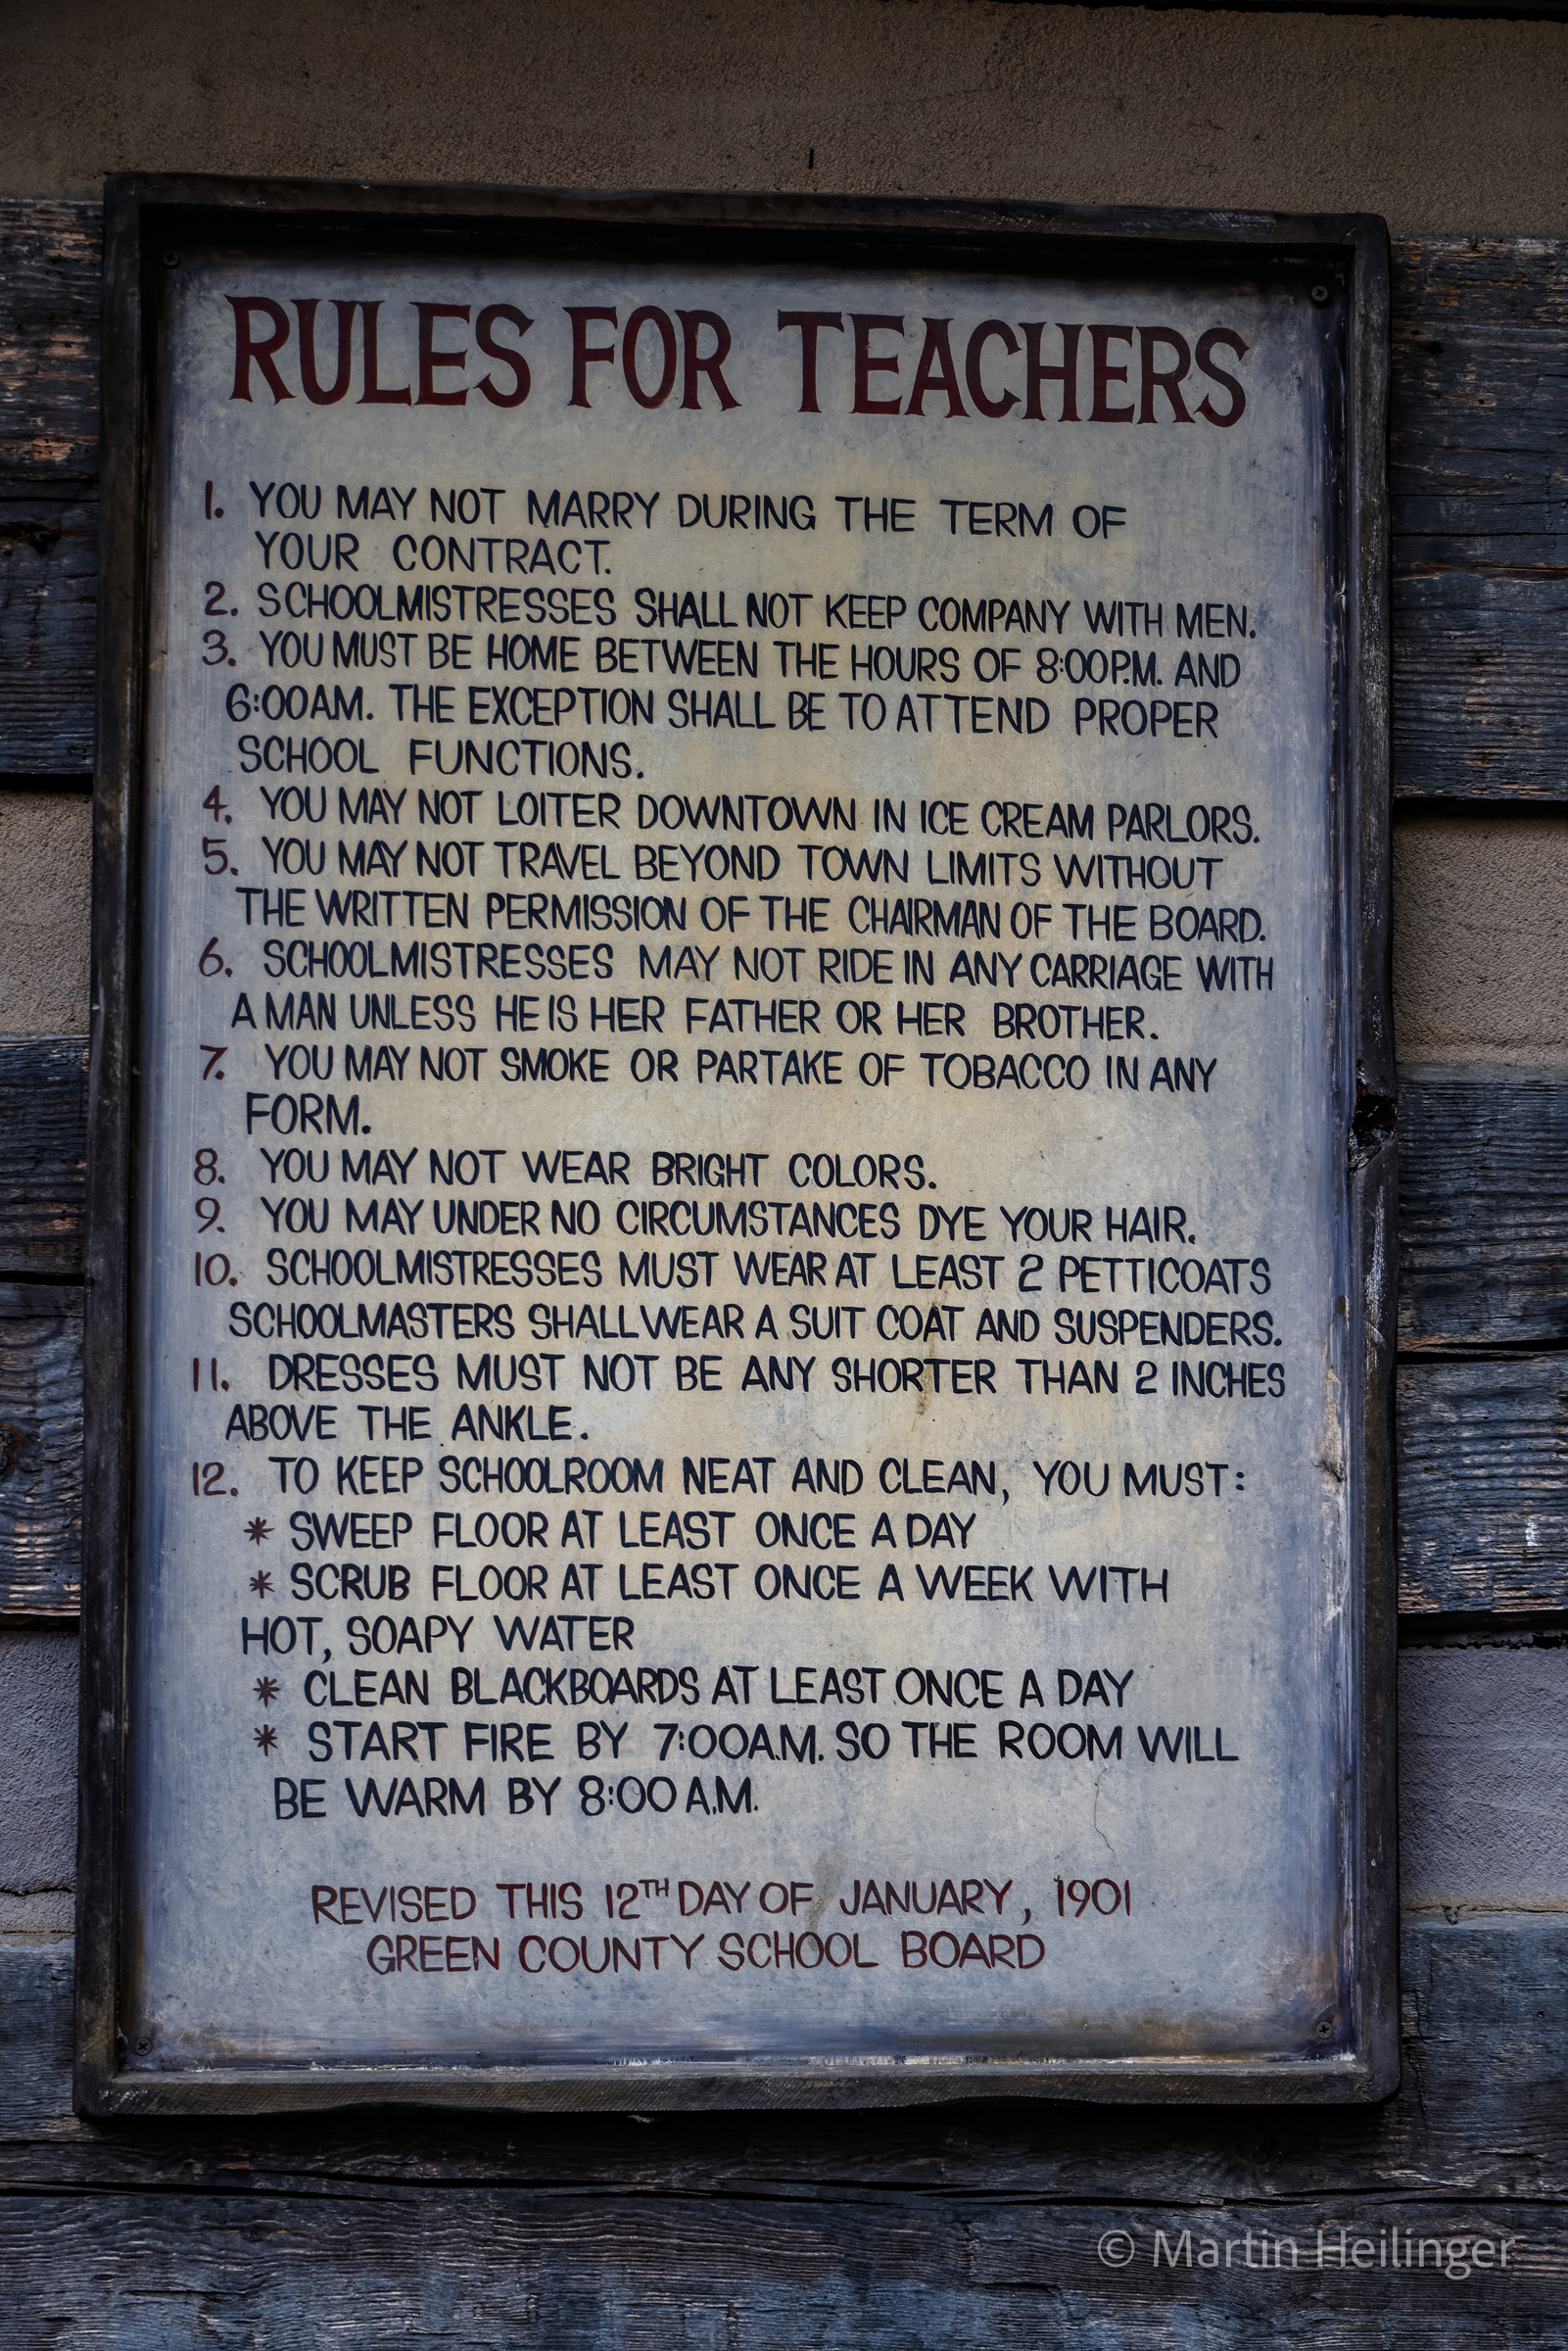 RULES FOR TEACHERS
1. YOU MAY NOT MARRY DURING THE TERM OF
YOUR CONTRACT.
2. SCHOOLMISTRESSES SHALL NOT KEEP COMPANY WITH MEN.
3. YOU MUST BE HOME BETWEEN THE HOURS OF 8:00P.M. AND
6:00AM. THE EXCEPTION SHALL BE TO ATTEND PROPER
SCHOOL FUNCTIONS.
4. YOU MAY NOT LOITER DOWNTOWN IN ICE CREAM PARLORS.
5. YOU MAY NOT TRAVEL BEYOND TOWN LIMITS WITHOUT
THE WRITTEN PERMISSION OF THE CHAIRMAN OF THE BOARD.
6. SCHOOLMISTRESSES MAY NOT RIDE IN ANY CARRIAGE WITH
A MAN UNLESS HE IS HER FATHER OR HER BROTHER.
7. YOU MAY NOT SMOKE OR PARTAKE OF TOBACCO IN ANY
FORM.
8. YOU MAY NOT WEAR BRIGHT COLORS.
9. YOU MAY UNDER NO CIRCUMSTANCES DYE YOUR HAIR.
10. SCHOOLMISTRESSES MUST WEAR AT LEAST 2 PETTICOATS
SCHOOLMASTERS SHALL WEAR A SUIT COAT AND SUSPENDERS.
11. DRESSES MUST NOT BE ANY SHORTER THAN 2 INCHES
ABOVE THE ANKLE.
12. TO KEEP SCHOOLROOM NEAT AND CLEAN, YOU MUST:
* SWEEP FLOOR AT LEAST ONCE A DAY
* SCRUB FLOOR AT LEAST ONCE A WEEK WITH
HOT, SOAPY WATER
* CLEAN BLACKBOARDS AT LEAST ONCE A DAY
* START FIRE BY 7:00A.M. SO THE ROOM WILL
BE WARM BY 8:00 A.M.
REVISED THIS 12TH DAY OF JANUARY, 1901
GREEN COUNTY SCHOOL BOARD
© Martin Heilinger